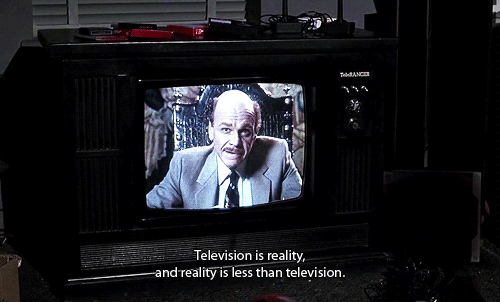 TeleRANGER
Television is reality,
and reality is less than television.